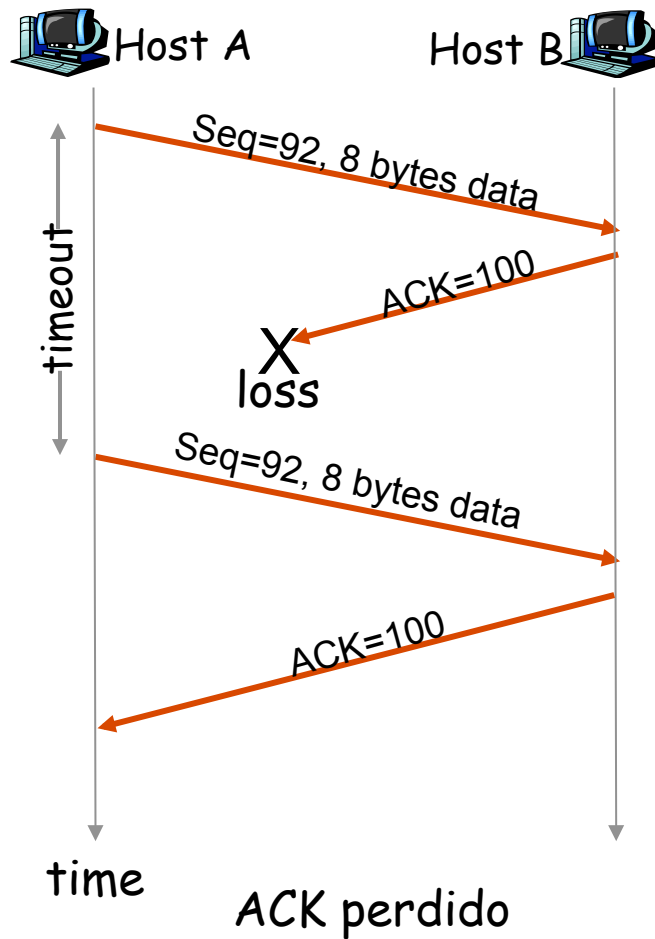 Host A
Host B
Seq=92, 8 bytes data
timeout
ACK=100
X
loss
Seq=92, 8 bytes data
ACK=100
time
ACK perdido